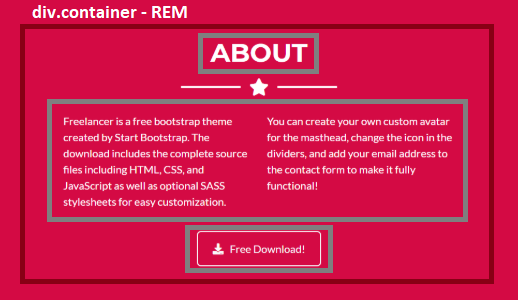 div.container - REM
ABOUT
Freelancer is a free bootstrap theme
created by Start Bootstrap. The
download includes the complete source
files including HTML, CSS, and
JavaScript as well as optional SASS
stylesheets for easy customization.
You can create your own custom avatar
for the masthead, change the icon in the
dividers, and add your email address to
the contact form to make it fully
functional!
Free Download!